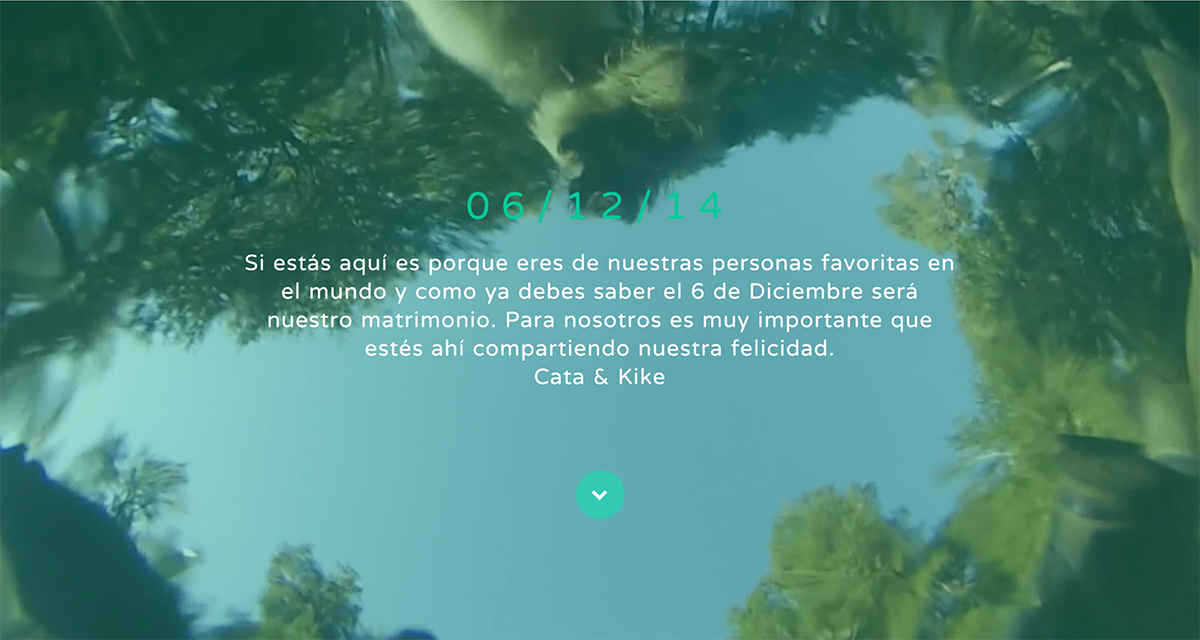 06/12/14
Si estás aquí es porque eres de nuestras personas favoritas en
el mundo y como ya debes saber el 6 de Diciembre será
nuestro matrimonio. Para nosotros es muy importante que
estés ahí compartiendo nuestra felicidad.
Cata & Kike